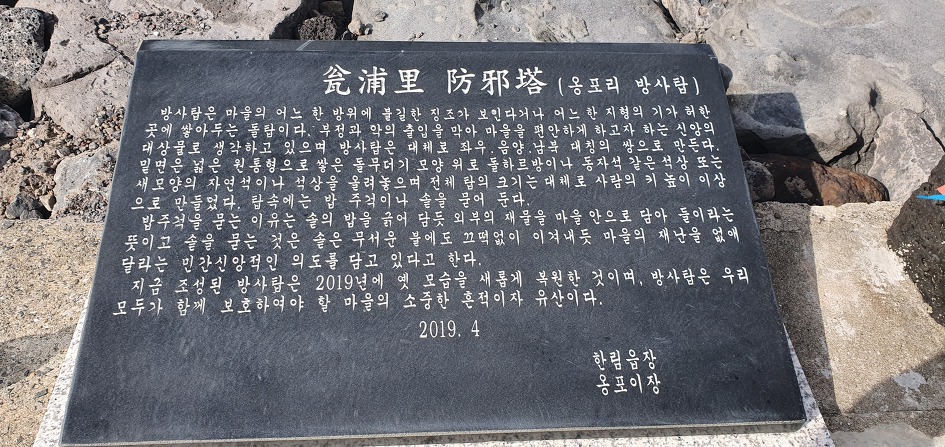 瓮浦里 防邪塔 (옹포리 방사탑)
방사탑은 마을의 어느 한 방위에 불길한 징조가 보인다거나 어느 한 지형의 기가 허한
곳에 쌓아두는 돌탑이다. 부정과 악의 출입을 막아 마을을 편안하게 하고자 하는 신앙의
대상물로 생각하고 있으며 방사탑은 대체로 좌우, 음양, 남북 대칭의 쌍으로 만든다.
밑면은 넓은 원통형으로 쌓은 돌무더기 모양 위로 돌하르방이나 동자석 같은 석상 또는
새모양의 자연석이나 석상을 올려놓으며 전체 탑의 크기는 대체로 사람의 키 높이 이상
으로 만들었다. 탑속에는 밥 주걱이나 솥을 묻어 둔다.
밥주걱을 묻는 이유는 솥의 밥을 긁어 담듯 외부의 재물을 마을 안으로 담아 들이라는
뜻이고 솥을 묻는 것은 솥은 무서운 불에도 끄떡없이 이겨내듯 마을의 재난을 없애
달라는 민간신앙적인 의도를 담고 있다고 한다.
지금 조성된 방사탑은 2019년에 옛 모습을 새롭게 복원한 것이며, 방사탑은 우리
모두가 함께 보호하여야 할 마을의 소중한 흔적이자 유산이다.
2019. 4
한림읍장
옹포이장